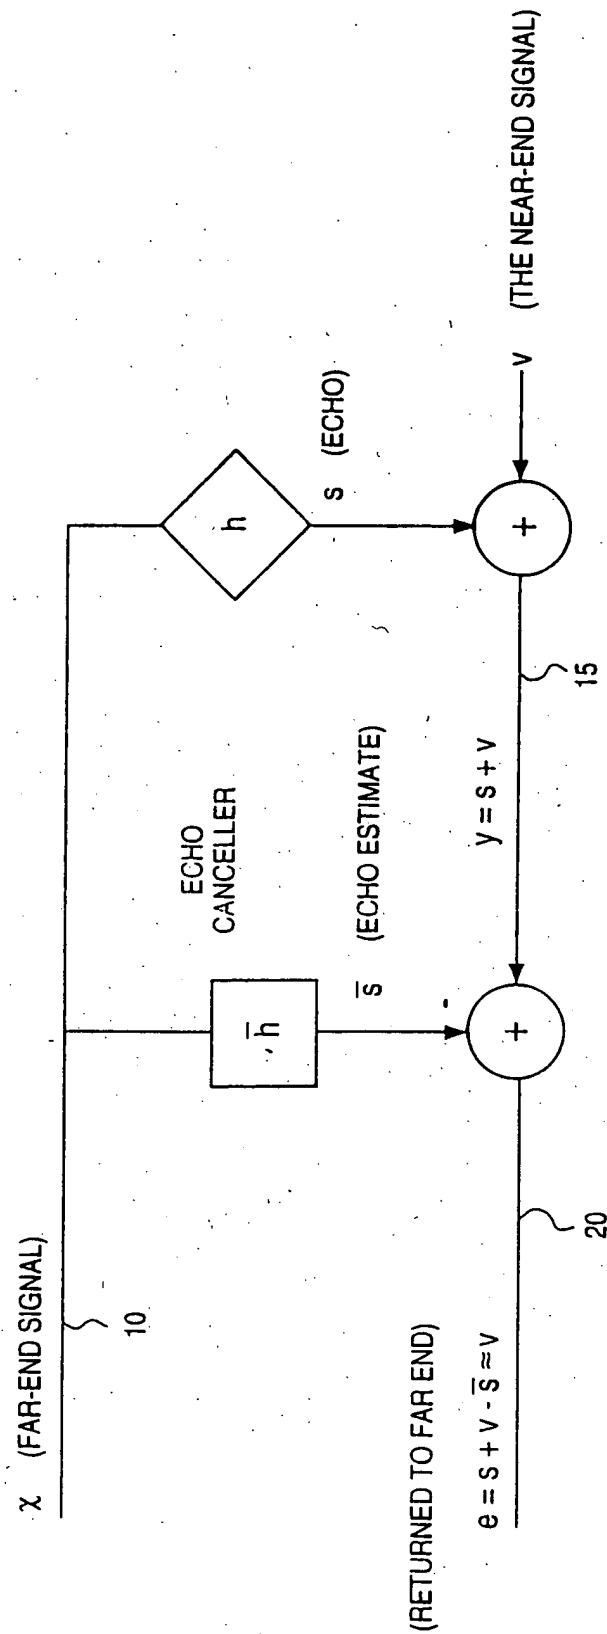 χ (FAR-END SIGNAL)
10
ECHO
CANCELLER
h̅
h
s̅ (ECHO ESTIMATE)
s (ECHO)
-
+
+
(RETURNED TO FAR END)
e = s + v - s̅ ≈ v
y = s + v
v (THE NEAR-END SIGNAL)
20
15